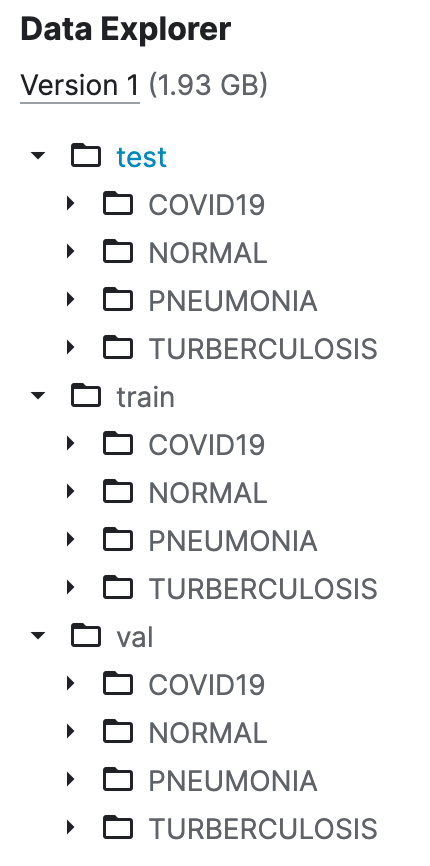 Data Explorer
Version 1 (1.93 GB)
test
COVID19
NORMAL
PNEUMONIA
TURBERCULOSIS
train
COVID19
NORMAL
PNEUMONIA
TURBERCULOSIS
val
COVID19
NORMAL
PNEUMONIA
TURBERCULOSIS